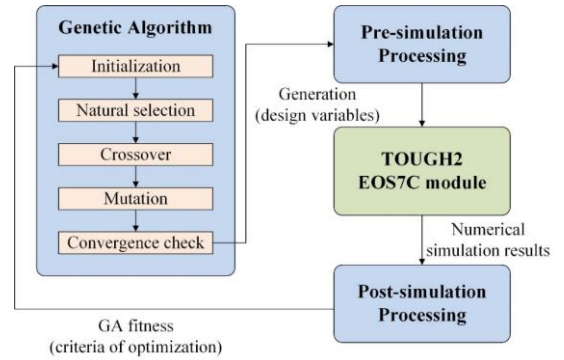 Genetic Algorithm
Initialization
Natural selection
Crossover
Mutation
Convergence check
Pre-simulation
Processing
Generation
(design variables)
TOUGH2
EOS7C module
Numerical
simulation results
Post-simulation
Processing
GA fitness
(criteria of optimization)